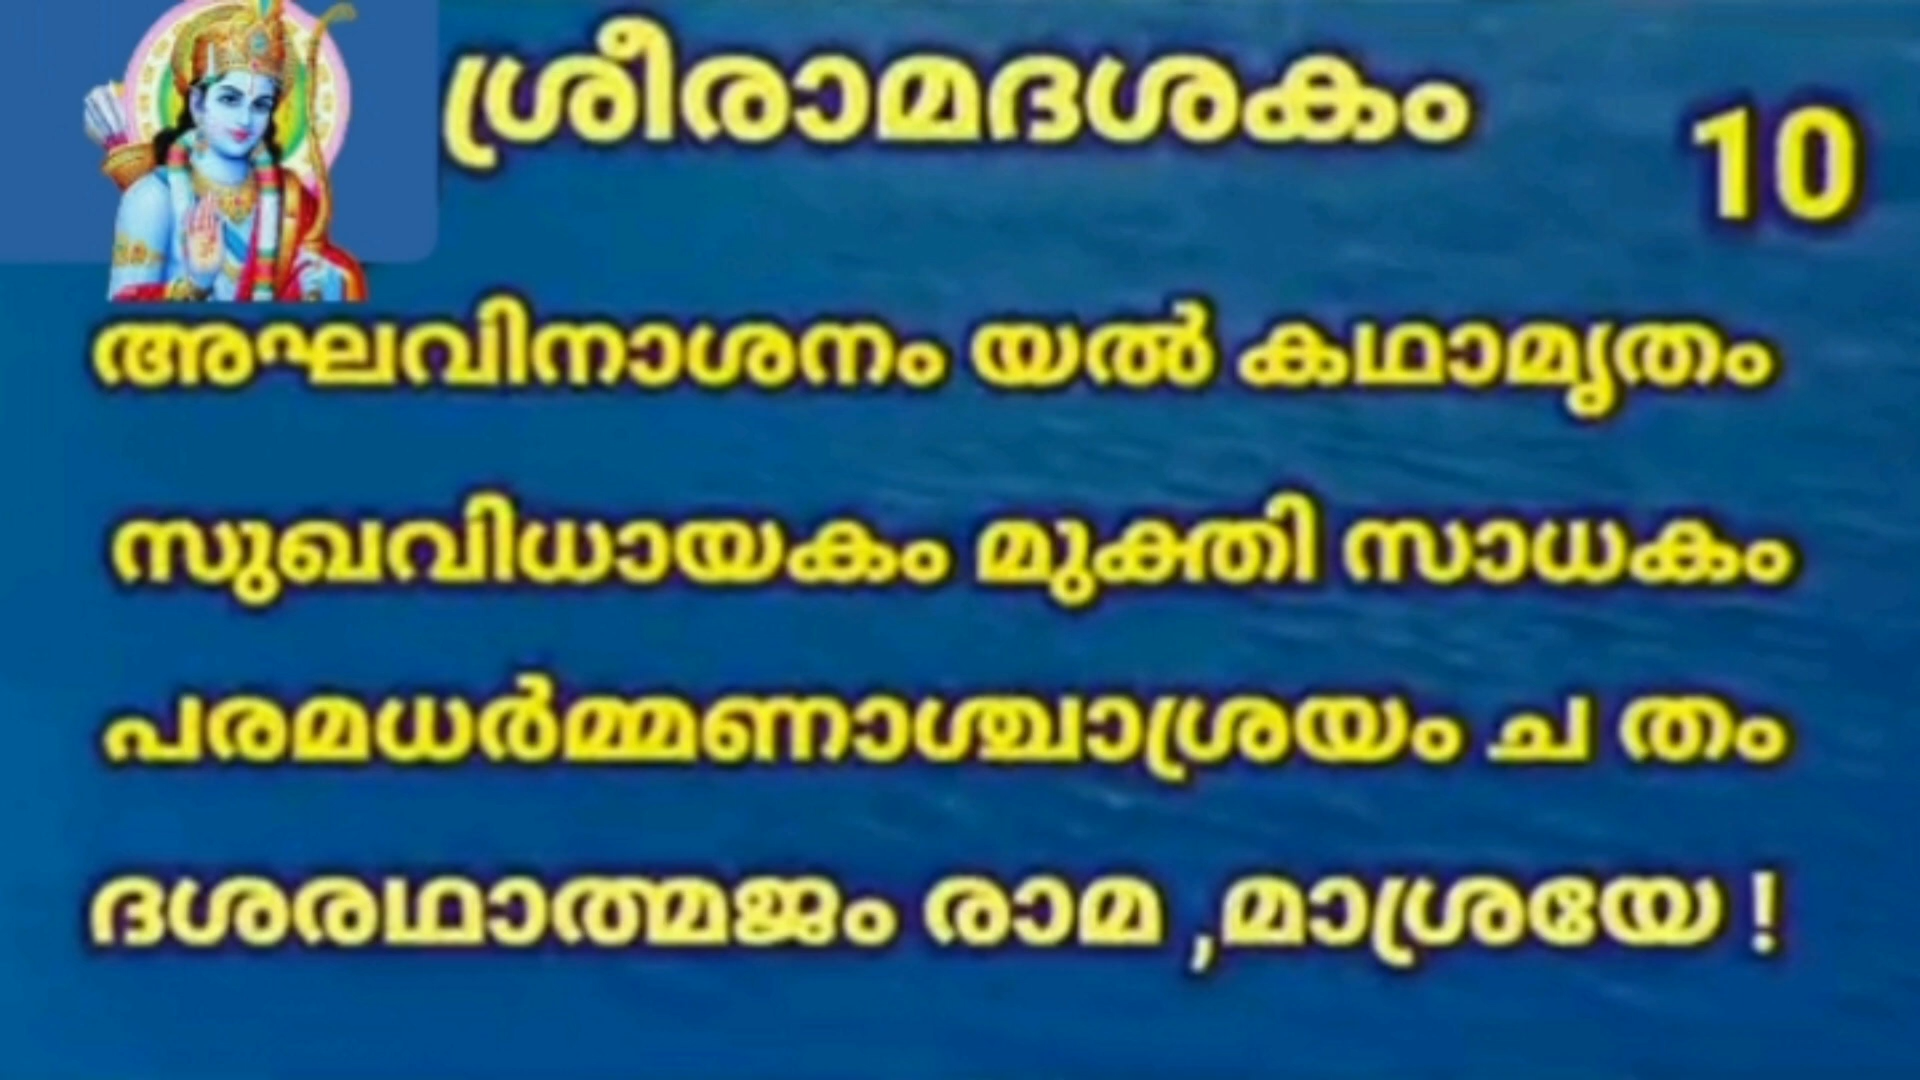 ശ്രീരാമദശകം
10
അഘവിനാശനം യൽ കഥാമൃതം
സുഖവിധായകം മുക്തി സാധകം
പരമധർമ്മണാശ്ചാശ്രയം ച തം
ദശരഥാത്മജം രാമ ,മാശ്രയേ !